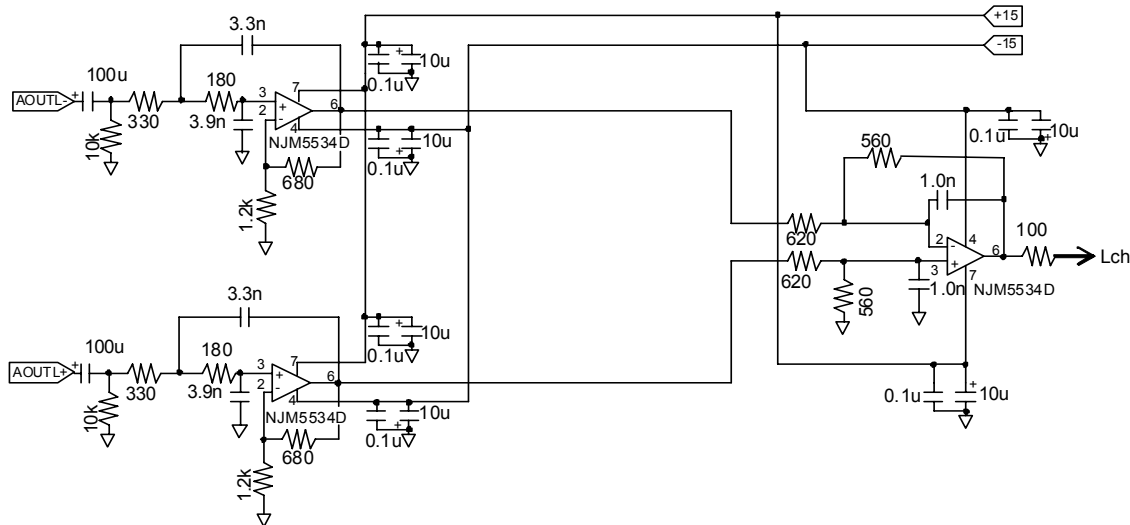 +15
-15
3.3n
+
10u
0.1u
100u
180
7
AOUTL-
+
3
+
2
-
6
330
3.9n
4
10k
NJM5534D
+
10u
0.1u
680
1.2k
0.1u
10u
+
560
1.0n
620
2
-
4
6
100
Lch
620
3
+
7
1.0n
NJM5534D
560
3.3n
+
10u
0.1u
100u
180
7
AOUTL+
+
3
+
2
-
6
330
3.9n
4
10k
NJM5534D
+
10u
0.1u
680
1.2k
0.1u
+
10u